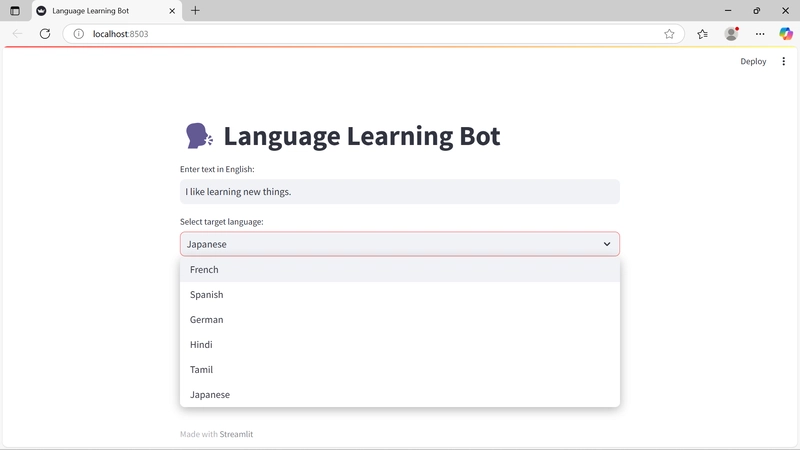 Language Learning Bot
localhost:8503
Deploy
Language Learning Bot
Enter text in English:
I like learning new things.
Select target language:
Japanese
French
Spanish
German
Hindi
Tamil
Japanese
Made with Streamlit